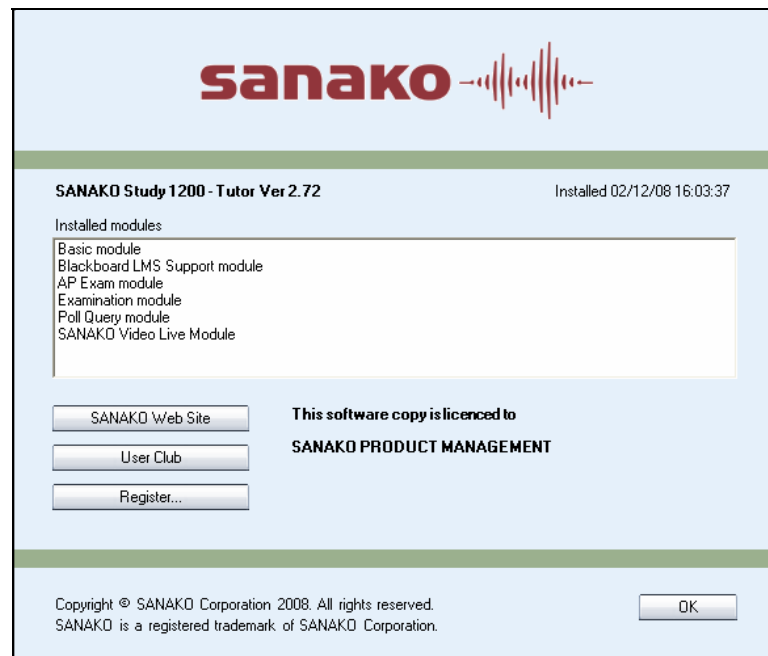 sanako
SANAKO Study 1200 - Tutor Ver 2.72
Installed 02/12/08 16:03:37
Installed modules
Basic module
Blackboard LMS Support module
AP Exam module
Examination module
Poll Query module
SANAKO Video Live Module
SANAKO Web Site
This software copy is licenced to
User Club
SANAKO PRODUCT MANAGEMENT
Register...
Copyright © SANAKO Corporation 2008. All rights reserved.
SANAKO is a registered trademark of SANAKO Corporation.
OK